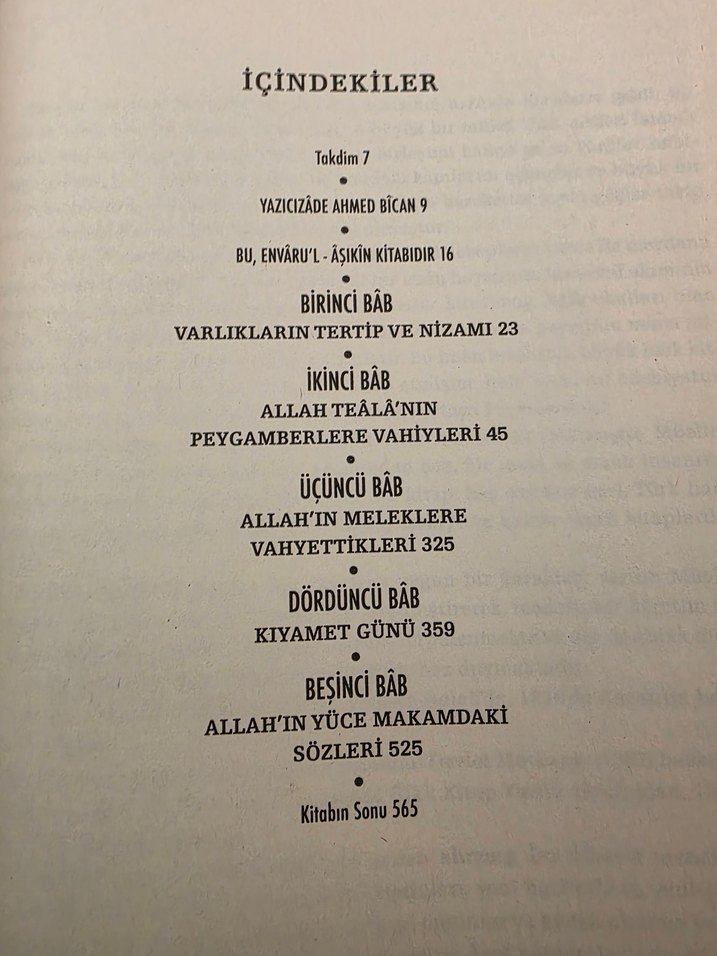 İÇİNDEKİLER
Takdim 7
•
YAZICIZÂDE AHMED BÎCAN 9
•
BU, ENVÂRU'L - ÂŞIKÎN KİTABIDIR 16
•
BİRİNCİ BÂB
VARLIKLARIN TERTİP VE NİZAMI 23
•
İKİNCİ BÂB
ALLAH TEÂLÂ'NIN
PEYGAMBERLERE VAHİYLERİ 45
•
ÜÇÜNCÜ BÂB
ALLAH'IN MELEKLERE
VAHYETTİKLERİ 325
•
DÖRDÜNCÜ BÂB
KIYAMET GÜNÜ 359
•
BEŞİNCİ BÂB
ALLAH'IN YÜCE MAKAMDAKİ
SÖZLERİ 525
•
Kitabın Sonu 565